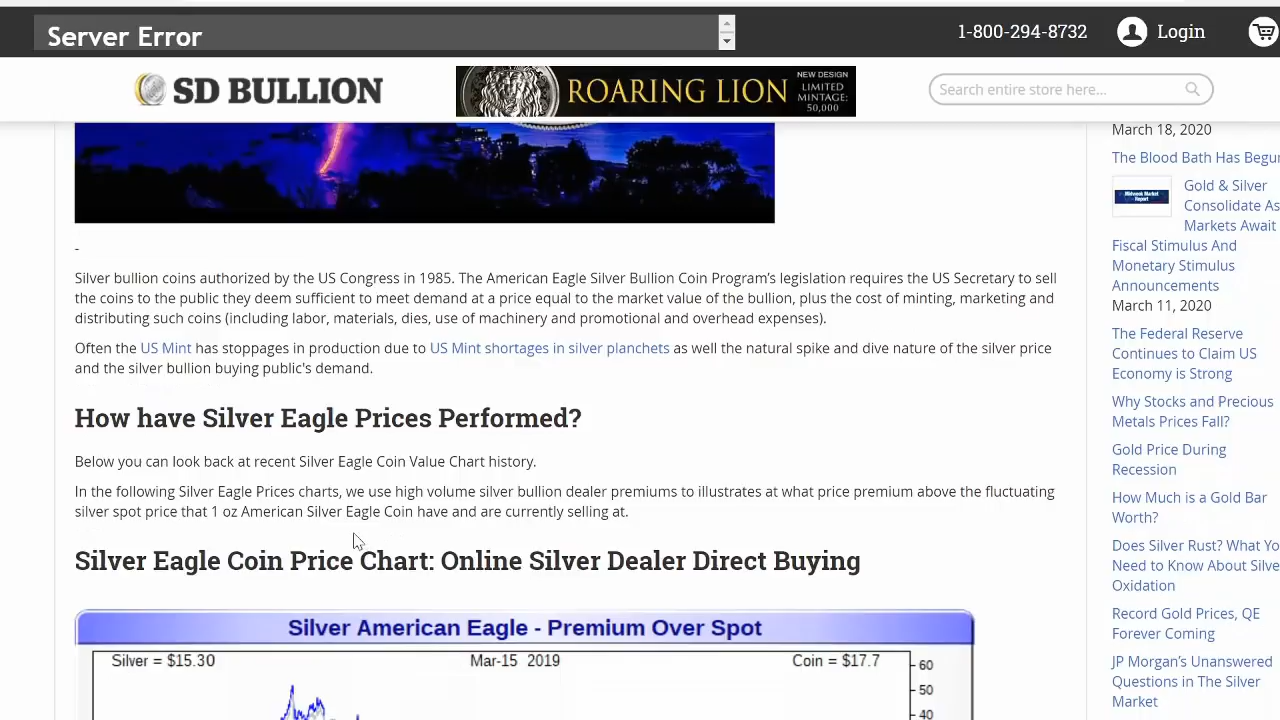 Server Error
1-800-294-8732
Login
SD BULLION
ROARING LION
NEW DESIGN
LIMITED
MINTAGE:
50,000
Search entire store here...
-
Silver bullion coins authorized by the US Congress in 1985. The American Eagle Silver Bullion Coin Program's legislation requires the US Secretary to sell
the coins to the public they deem sufficient to meet demand at a price equal to the market value of the bullion, plus the cost of minting, marketing and
distributing such coins (including labor, materials, dies, use of machinery and promotional and overhead expenses).
Often the US Mint has stoppages in production due to US Mint shortages in silver planchets as well the natural spike and dive nature of the silver price
and the silver bullion buying public's demand.
How have Silver Eagle Prices Performed?
Below you can look back at recent Silver Eagle Coin Value Chart history.
In the following Silver Eagle Prices charts, we use high volume silver bullion dealer premiums to illustrates at what price premium above the fluctuating
silver spot price that 1 oz American Silver Eagle Coin have and are currently selling at.
Silver Eagle Coin Price Chart: Online Silver Dealer Direct Buying
Silver American Eagle - Premium Over Spot
Silver = $15.30
Mar-15 2019
Coin = $17.7
60
50
40
March 18, 2020
The Blood Bath Has Begun
Midweek Market
Report
Gold & Silver
Consolidate As
Markets Await
Fiscal Stimulus And
Monetary Stimulus
Announcements
March 11, 2020
The Federal Reserve
Continues to Claim US
Economy is Strong
Why Stocks and Precious
Metals Prices Fall?
Gold Price During
Recession
How Much is a Gold Bar
Worth?
Does Silver Rust? What Yo
Need to Know About Silve
Oxidation
Record Gold Prices, QE
Forever Coming
JP Morgan's Unanswered
Questions in The Silver
Market